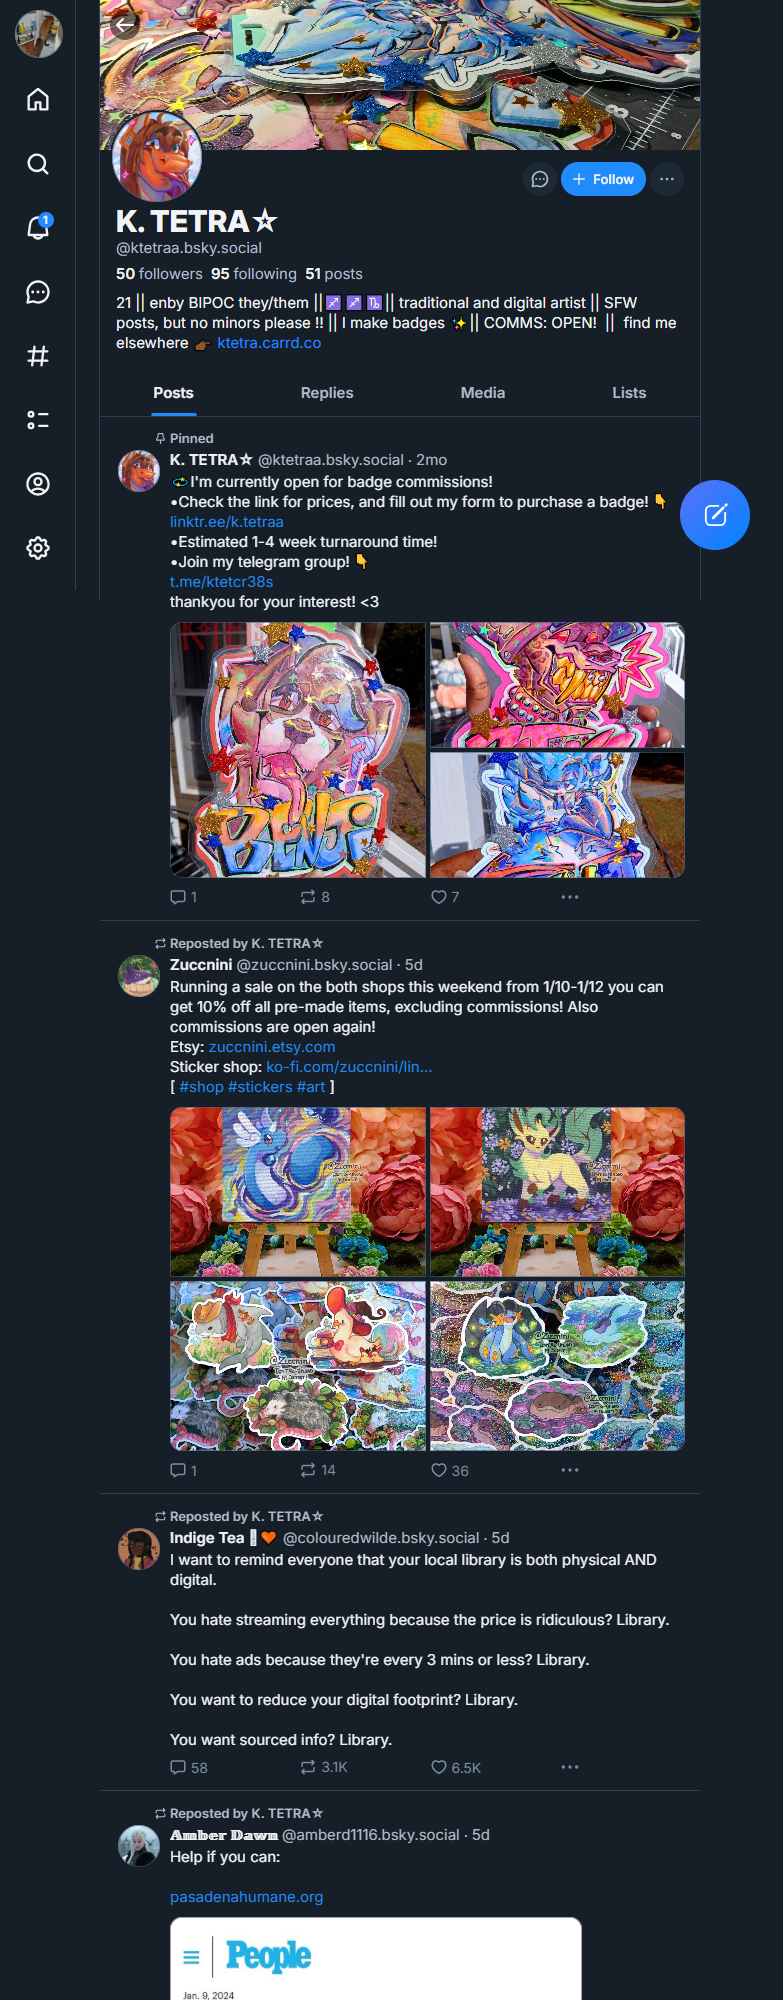 K. TETRA☆
@ktetraa.bsky.social
+ Follow
50 followers 95 following 51 posts
21 || enby BIPOC they/them ||♐♐♑|| traditional and digital artist || SFW
posts, but no minors please !! || I make badges ✨|| COMMS: OPEN! || find me
elsewhere 👉🏾 ktetra.carrd.co
Posts Replies Media Lists
Pinned
K. TETRA☆ @ktetraa.bsky.social · 2mo
💫I'm currently open for badge commissions!
•Check the link for prices, and fill out my form to purchase a badge! 👇
linktr.ee/k.tetraa
•Estimated 1-4 week turnaround time!
•Join my telegram group! 👇
t.me/ktetcr38s
thankyou for your interest! <3
BENJI
1 8 7
Reposted by K. TETRA☆
Zuccnini @zuccnini.bsky.social · 5d
Running a sale on the both shops this weekend from 1/10-1/12 you can
get 10% off all pre-made items, excluding commissions! Also
commissions are open again!
Etsy: zuccnini.etsy.com
Sticker shop: ko-fi.com/zuccnini/lin...
[ #shop #stickers #art ]
@Zuccnini
@Zuccnini
@Zuccnini
@Zuccnini
1 14 36
Reposted by K. TETRA☆
Indige Tea 🧡 @colouredwilde.bsky.social · 5d
I want to remind everyone that your local library is both physical AND
digital.
You hate streaming everything because the price is ridiculous? Library.
You hate ads because they're every 3 mins or less? Library.
You want to reduce your digital footprint? Library.
You want sourced info? Library.
58 3.1K 6.5K
Reposted by K. TETRA☆
Amber Dawn @amberd1116.bsky.social · 5d
Help if you can:
pasadenahumane.org
People
Jan. 9, 2024
1